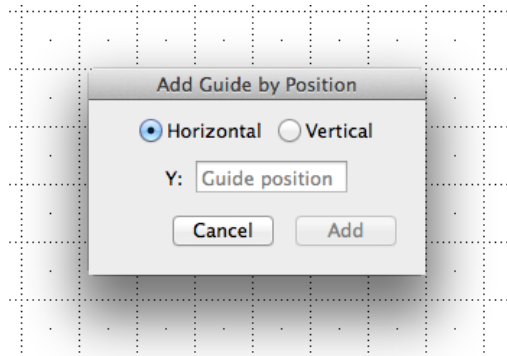 Add Guide by Position
Horizontal Vertical
Y: Guide position
Cancel Add